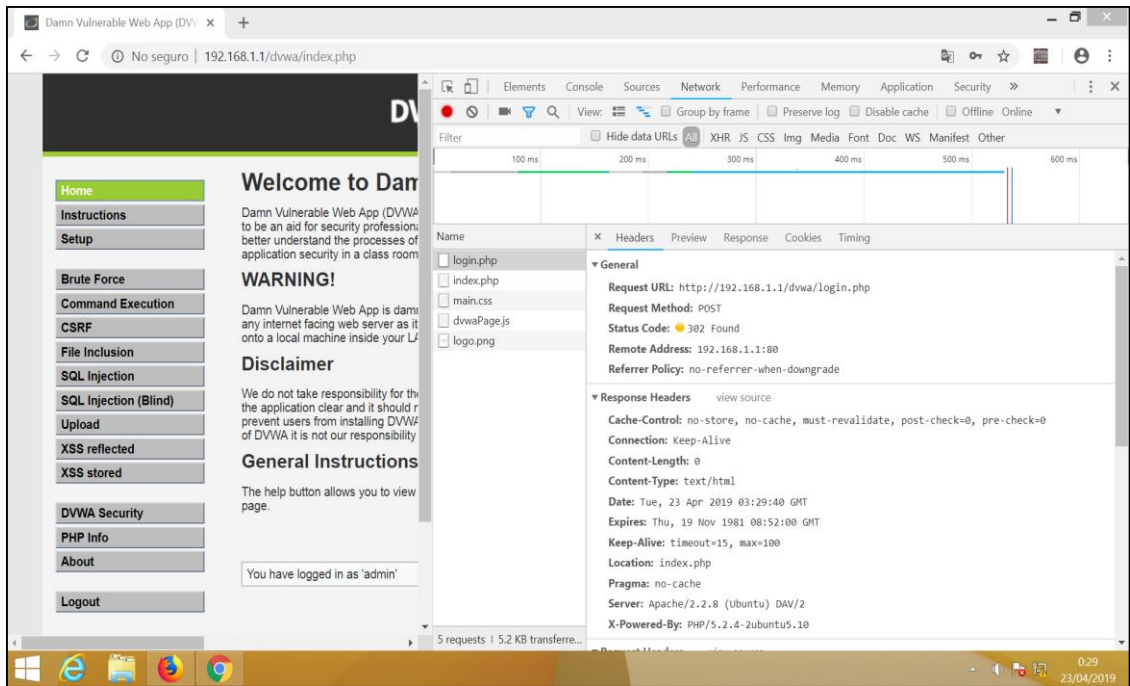 Damn Vulnerable Web App (DV
No seguro | 192.168.1.1/dvwa/index.php
Elements Console Sources Network Performance Memory Application Security »
View: Group by frame Preserve log Disable cache Offline Online
Filter Hide data URLs All XHR JS CSS Img Media Font Doc WS Manifest Other
100 ms 200 ms 300 ms 400 ms 500 ms 600 ms
Home
Instructions
Setup
Brute Force
Command Execution
CSRF
File Inclusion
SQL Injection
SQL Injection (Blind)
Upload
XSS reflected
XSS stored
DVWA Security
PHP Info
About
Logout
Welcome to Dam
Damn Vulnerable Web App (DVWA
to be an aid for security professiona
better understand the processes of
application security in a class room
WARNING!
Damn Vulnerable Web App is damn
any internet facing web server as it
onto a local machine inside your LA
Disclaimer
We do not take responsibility for the
the application clear and it should n
prevent users from installing DVWA
of DVWA it is not our responsibility
General Instructions
The help button allows you to view
page.
You have logged in as 'admin'
Name
login.php
index.php
main.css
dvwaPage.js
logo.png
5 requests | 5.2 KB transferre...
× Headers Preview Response Cookies Timing
General
Request URL: http://192.168.1.1/dvwa/login.php
Request Method: POST
Status Code: 302 Found
Remote Address: 192.168.1.1:80
Referrer Policy: no-referrer-when-downgrade
Response Headers view source
Cache-Control: no-store, no-cache, must-revalidate, post-check=0, pre-check=0
Connection: Keep-Alive
Content-Length: 0
Content-Type: text/html
Date: Tue, 23 Apr 2019 03:29:40 GMT
Expires: Thu, 19 Nov 1981 08:52:00 GMT
Keep-Alive: timeout=15, max=100
Location: index.php
Pragma: no-cache
Server: Apache/2.2.8 (Ubuntu) DAV/2
X-Powered-By: PHP/5.2.4-2ubuntu5.10
0:29
23/04/2019